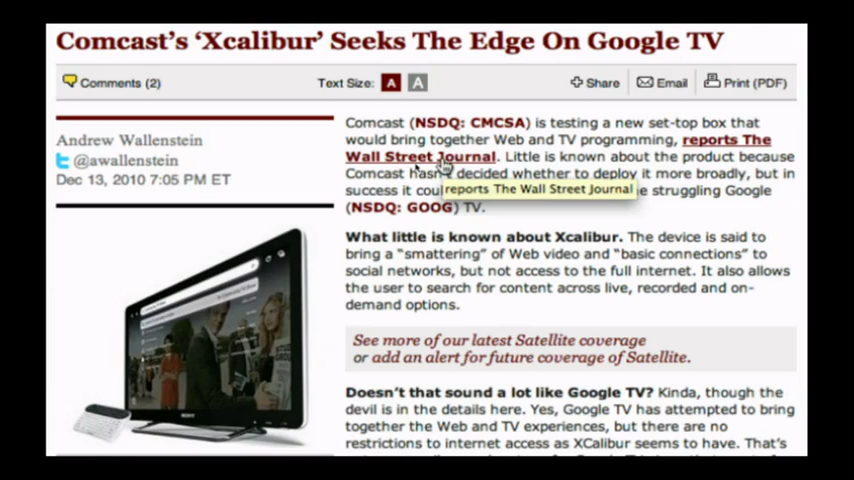 Comcast's 'Xcalibur' Seeks The Edge On Google TV
Comments (2)
Text Size: A A
Share
Email
Print (PDF)
Andrew Wallenstein
@awallenstein
Dec 13, 2010 7:05 PM ET
Comcast (NSDQ: CMCSA) is testing a new set-top box that
would bring together Web and TV programming, reports The
Wall Street Journal. Little is known about the product because
Comcast hasn't decided whether to deploy it more broadly, but in
success it struggling Google
reports The Wall Street Journal
(NSDQ: GOOG) TV.
What little is known about Xcalibur. The device is said to
bring a "smattering" of Web video and "basic connections" to
social networks, but not access to the full internet. It also allows
the user to search for content across live, recorded and on-
demand options.
See more of our latest Satellite coverage
or add an alert for future coverage of Satellite.
Doesn't that sound a lot like Google TV? Kinda, though the
devil is in the details here. Yes, Google TV has attempted to bring
together the Web and TV experiences, but there are no
restrictions to internet access as XCalibur seems to have. That's
SONY